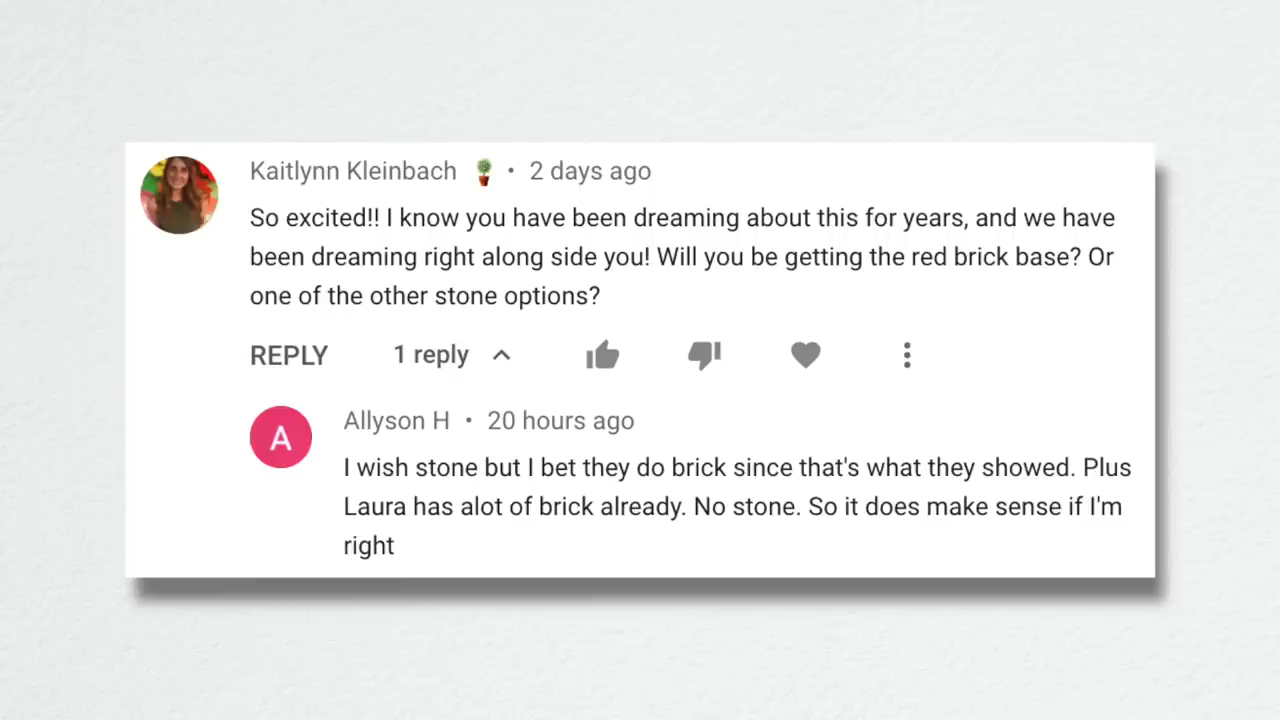 Kaitlynn Kleinbach • 2 days ago
So excited!! I know you have been dreaming about this for years, and we have
been dreaming right along side you! Will you be getting the red brick base? Or
one of the other stone options?
REPLY 1 reply
A
Allyson H • 20 hours ago
I wish stone but I bet they do brick since that's what they showed. Plus
Laura has alot of brick already. No stone. So it does make sense if I'm
right